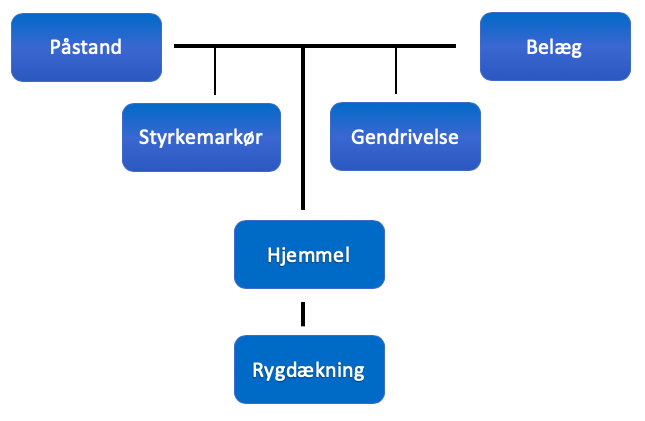 Påstand
Belæg
Styrkemarkør
Gendrivelse
Hjemmel
Rygdækning